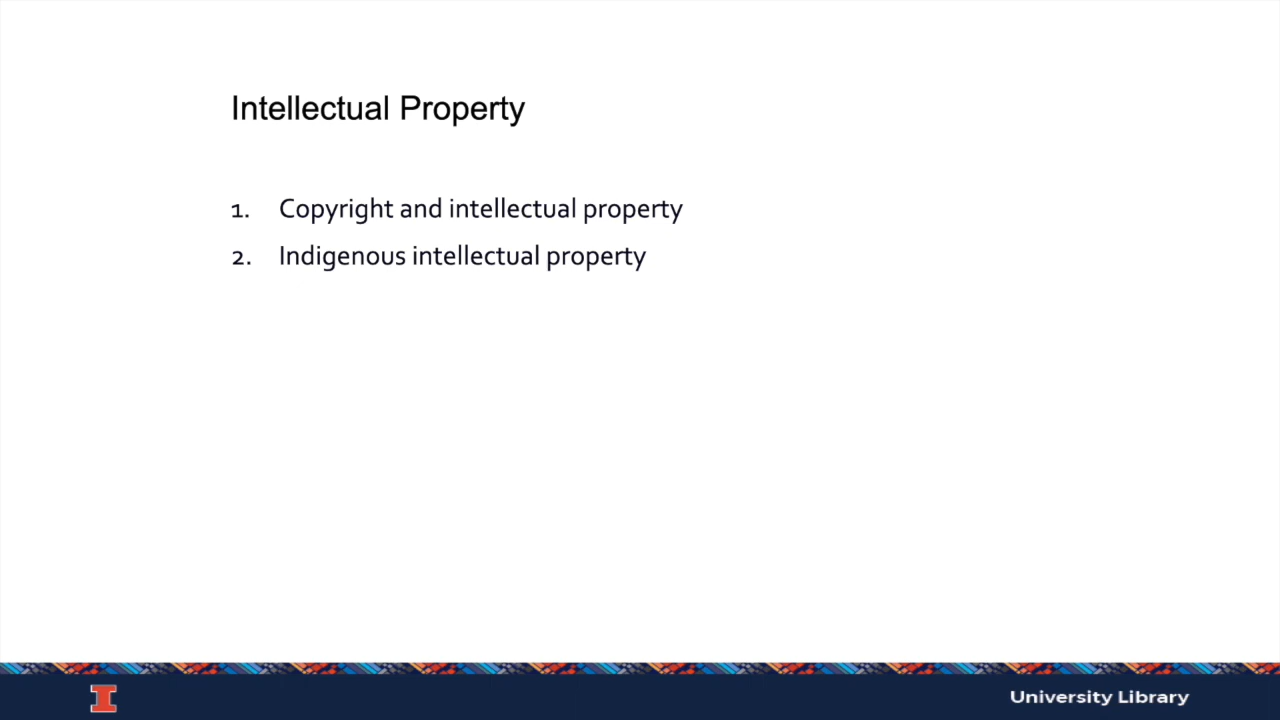 Intellectual Property
1. Copyright and intellectual property
2. Indigenous intellectual property
I
University Library